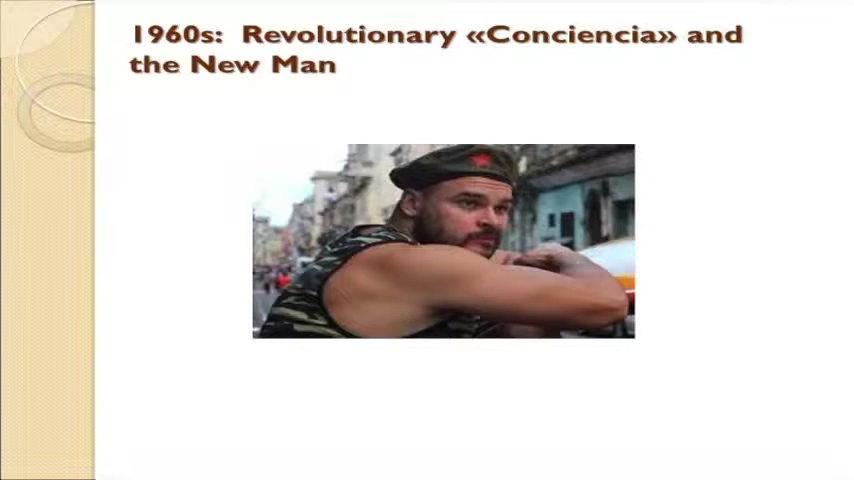 1960s: Revolutionary «Conciencia» and
the New Man